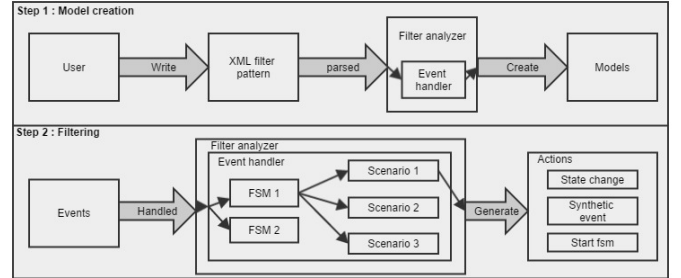 Step 1 : Model creation
User
Write
XML filter
pattern
parsed
Filter analyzer
Event
handler
Create
Models
Step 2 : Filtering
Events
Handled
Filter analyzer
Event handler
FSM 1
FSM 2
Scenario 1
Scenario 2
Scenario 3
Generate
Actions
State change
Synthetic
event
Start fsm